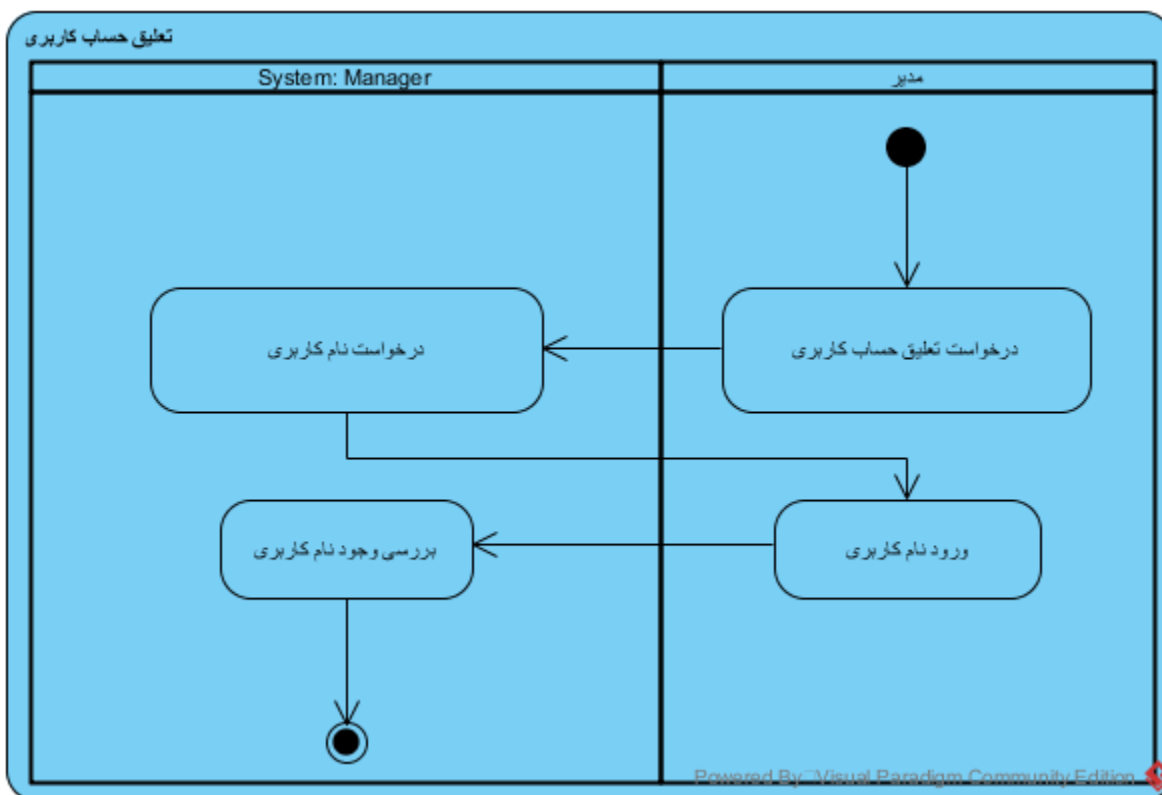 تعلیق حساب کاربری
System: Manager
مدیر
درخواست نام کاربری
درخواست تعلیق حساب کاربری
بررسی وجود نام کاربری
ورود نام کاربری
Powered By Visual Paradigm Community Edition